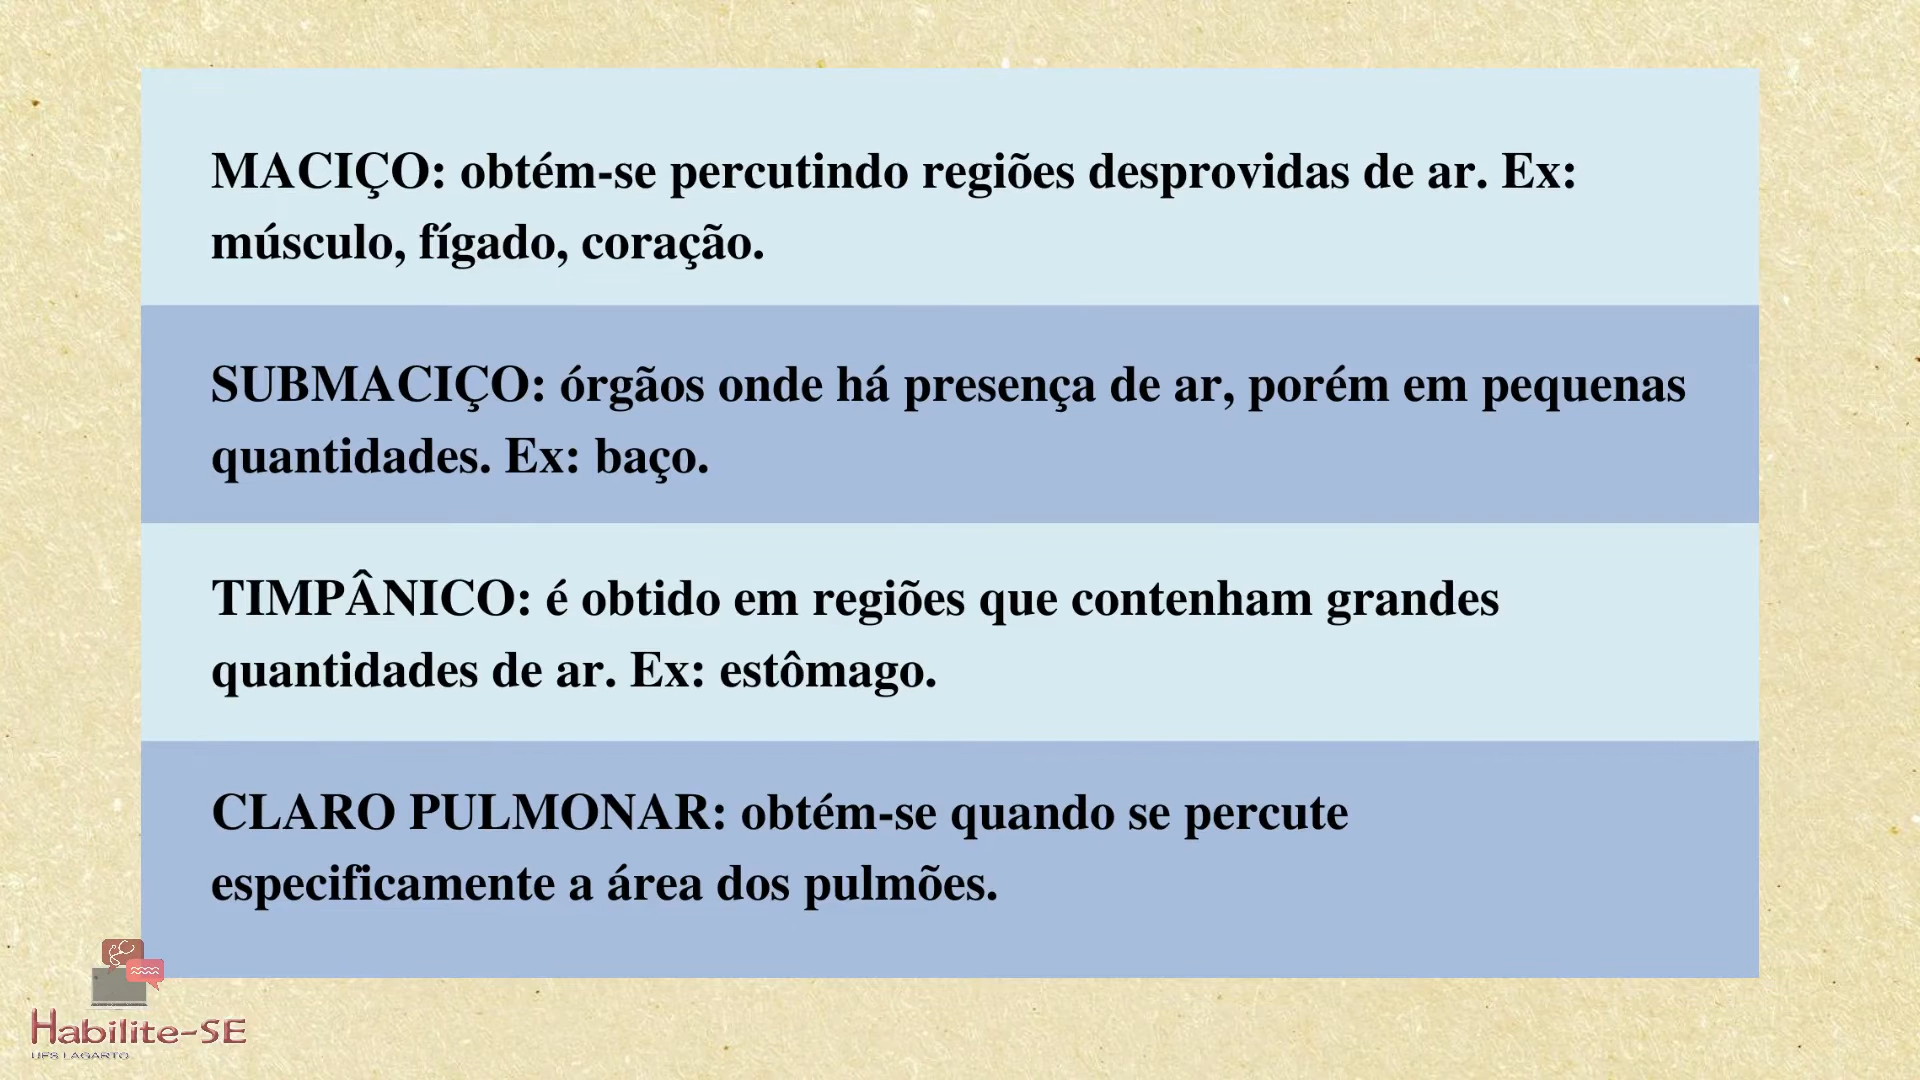 MACIÇO: obtém-se percutindo regiões desprovidas de ar. Ex:
músculo, fígado, coração.
SUBMACIÇO: órgãos onde há presença de ar, porém em pequenas
quantidades. Ex: baço.
TIMPÂNICO: é obtido em regiões que contenham grandes
quantidades de ar. Ex: estômago.
CLARO PULMONAR: obtém-se quando se percute
especificamente a área dos pulmões.
Habilite-SE
UFS LAGARTO